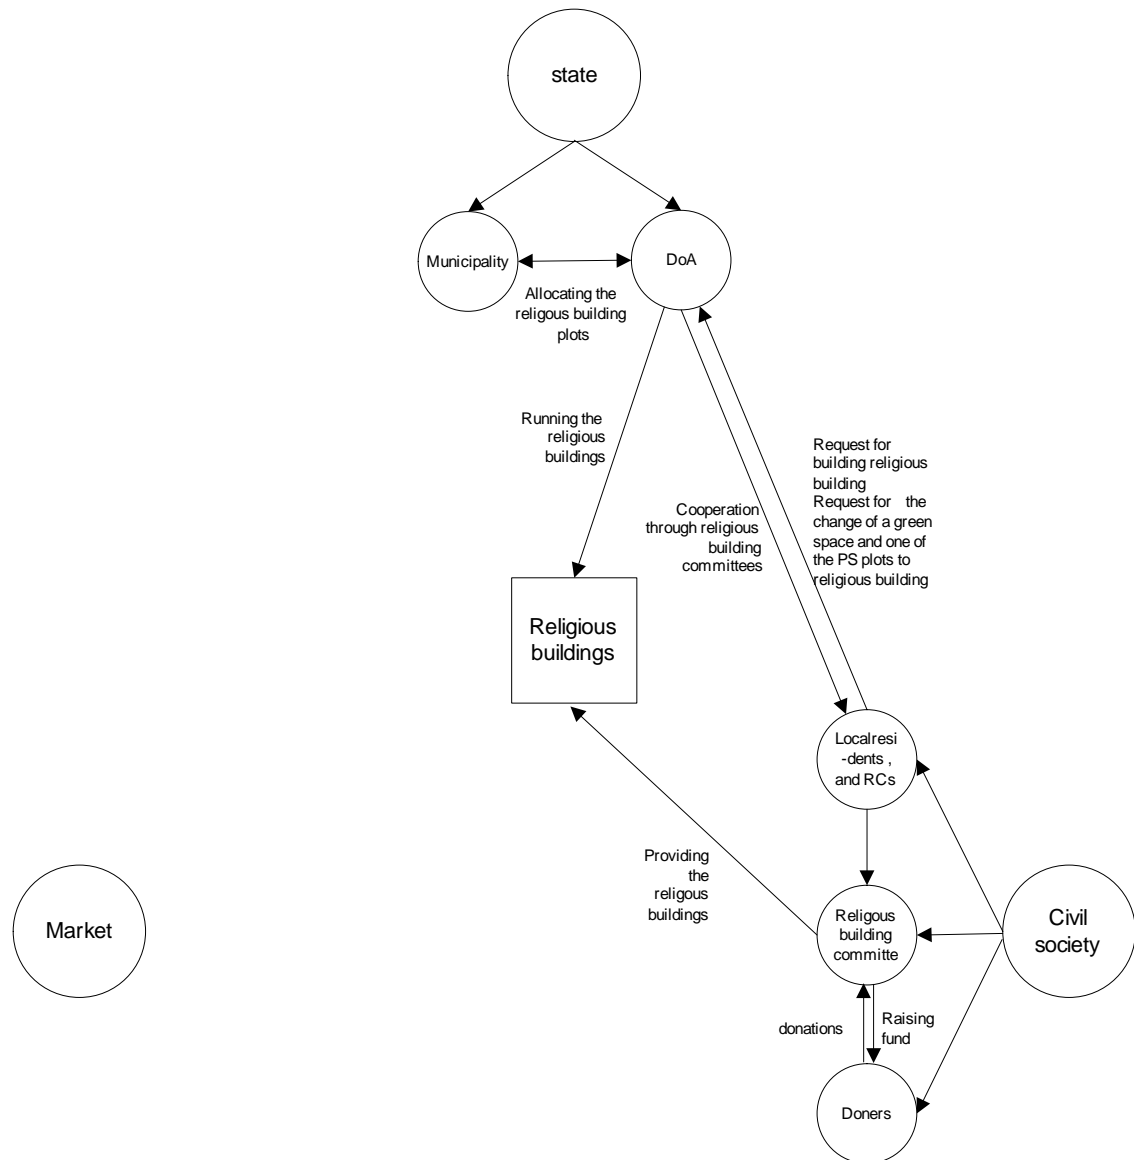 state
Municipality
DoA
Allocating the
religous building
plots
Running the
religious
buildings
Request for
building religious
building
Request for the
change of a green
space and one of
the PS plots to
religious building
Cooperation
through religious
building
committees
Religious
buildings
Localresi
-dents ,
and RCs
Providing
the
religous
buildings
Market
Religous
building
committe
Civil
society
donations
Raising
fund
Doners